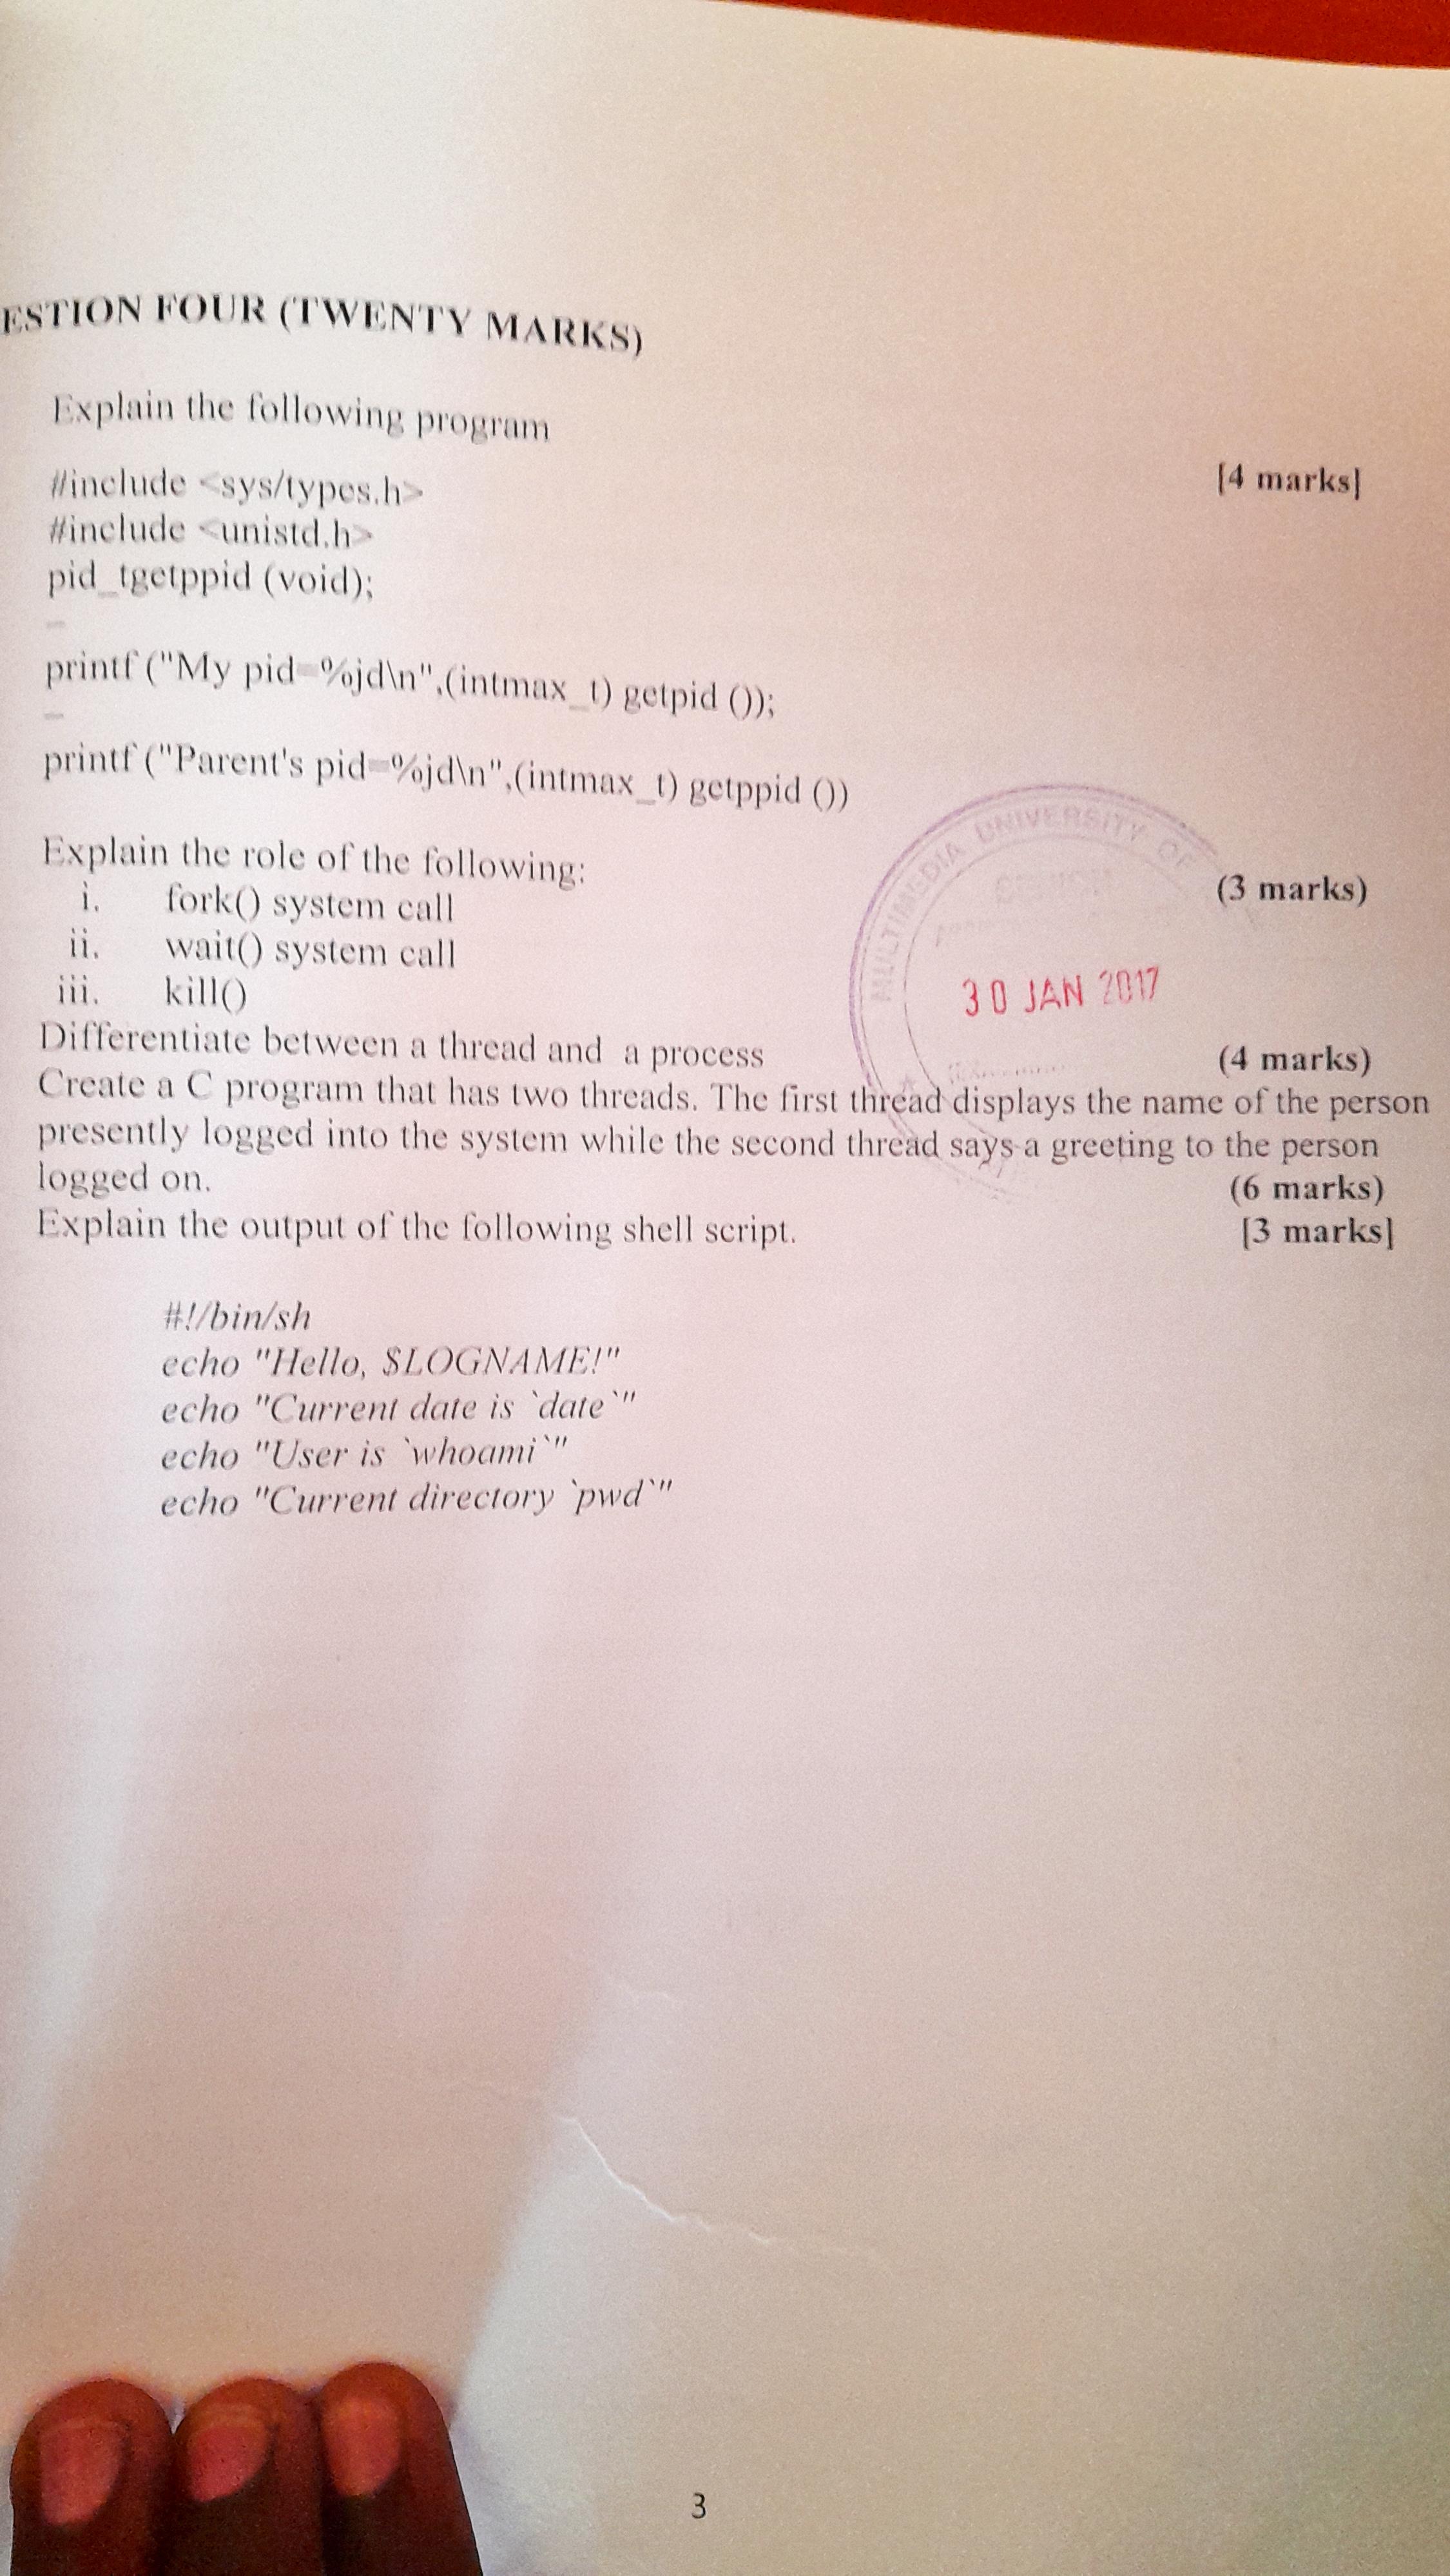 ESTION FOUR (TWENTY MARKS)
Explain the following program
[4 marks]
#include <sys/types.h>
#include <unistd.h>
pid_tgetppid (void);
printf ("My pid=%jd\n",(intmax_t) getpid ());
printf ("Parent's pid=%jd\n",(intmax_t) getppid ())
Explain the role of the following:
(3 marks)
i. fork() system call
ii. wait() system call
iii. kill()
MULTIMEDIA UNIVERSITY OF
30 JAN 2017
Differentiate between a thread and a process (4 marks)
Create a C program that has two threads. The first thread displays the name of the person
presently logged into the system while the second thread says a greeting to the person
logged on. (6 marks)
Explain the output of the following shell script. [3 marks]
#!/bin/sh
echo "Hello, $LOGNAME!"
echo "Current date is `date`"
echo "User is `whoami`"
echo "Current directory `pwd`"
3